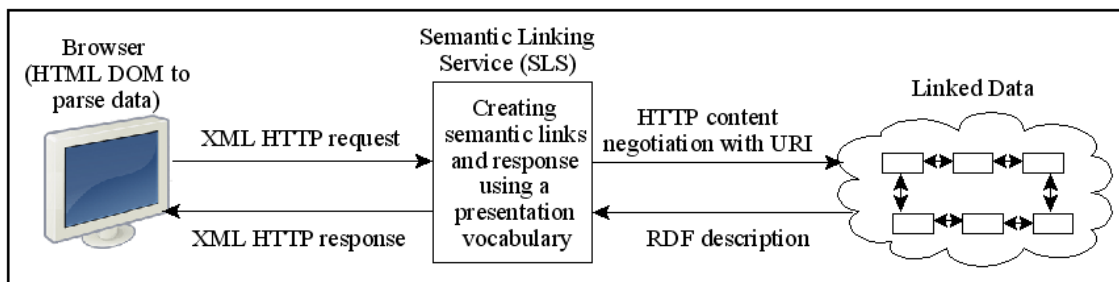 Browser
(HTML DOM to
parse data)
XML HTTP request
XML HTTP response
Semantic Linking
Service (SLS)
Creating
semantic links
and response
using a
presentation
vocabulary
HTTP content
negotiation with URI
RDF description
Linked Data